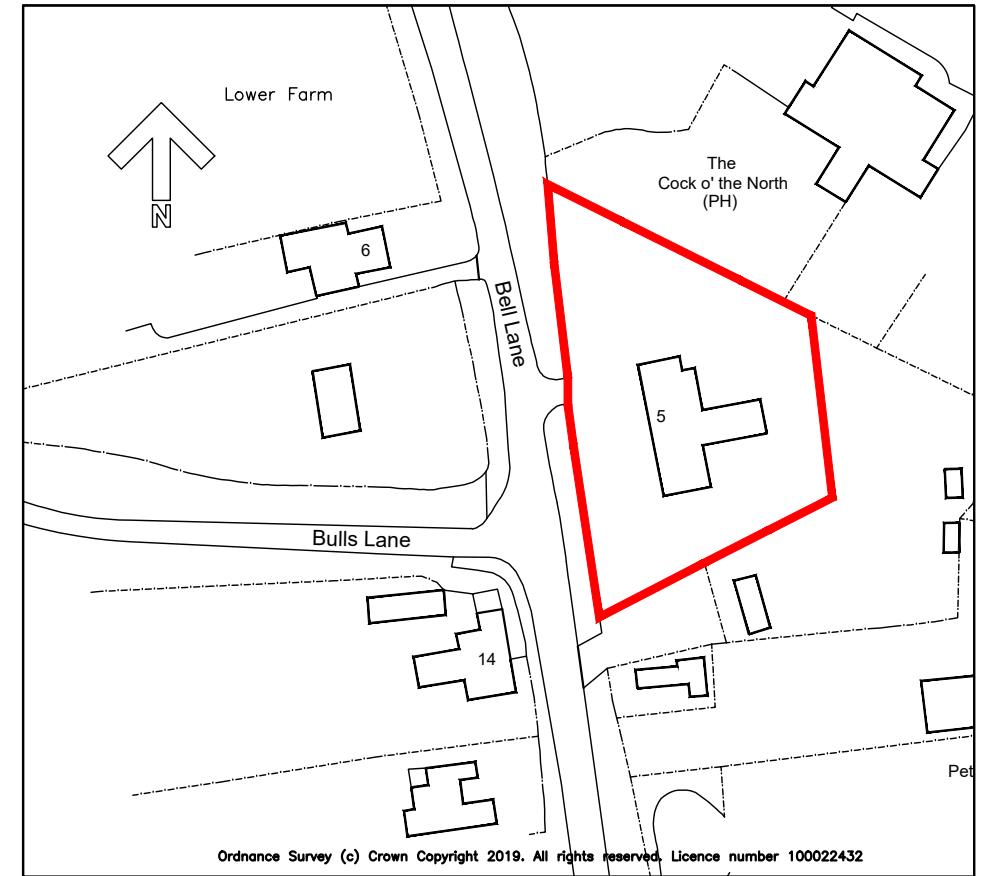 Lower Farm
N
The
Cock o' the North
(PH)
6
Bell Lane
5
Bulls Lane
14
Pet
Ordnance Survey (c) Crown Copyright 2019. All rights reserved. Licence number 100022432